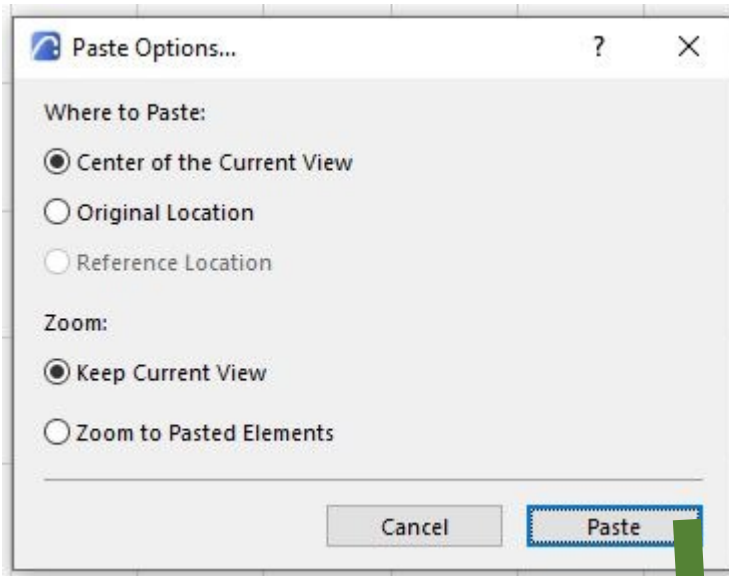 Paste Options...
?
Where to Paste:
Center of the Current View
Original Location
Reference Location
Zoom:
Keep Current View
Zoom to Pasted Elements
Cancel Paste